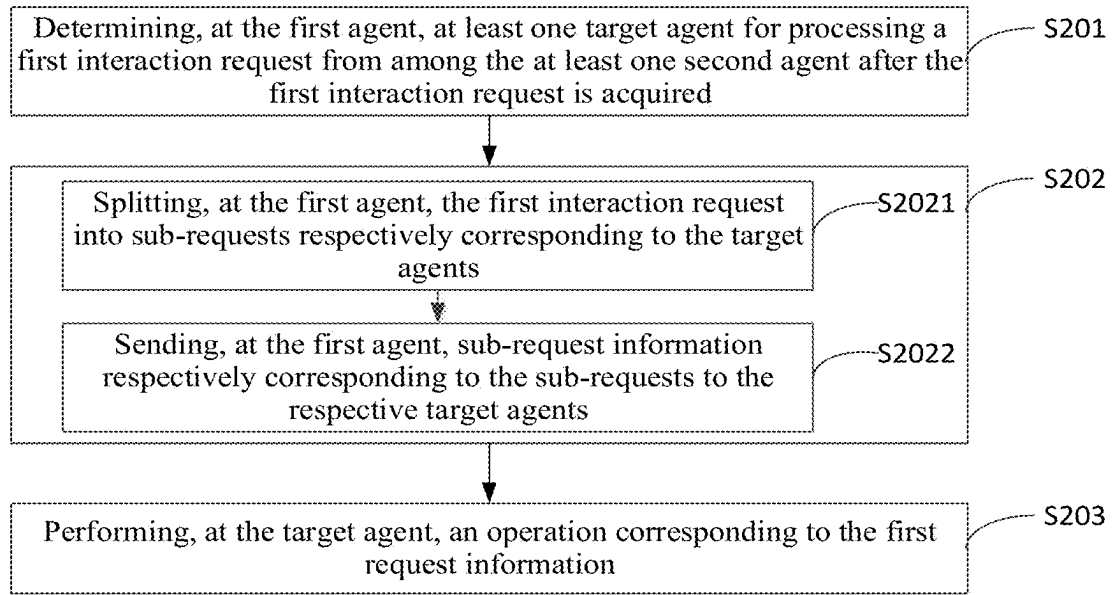 Determining, at the first agent, at least one target agent for processing a
S201
first interaction request from among the at least one second agent after the
first interaction request is acquired
S202
Splitting, at the first agent, the first interaction request
S2021
into sub-requests respectively corresponding to the target
agents
Sending, at the first agent, sub-request information
S2022
respectively corresponding to the sub-requests to the
respective target agents
Performing, at the target agent, an operation corresponding to the first
S203
request information